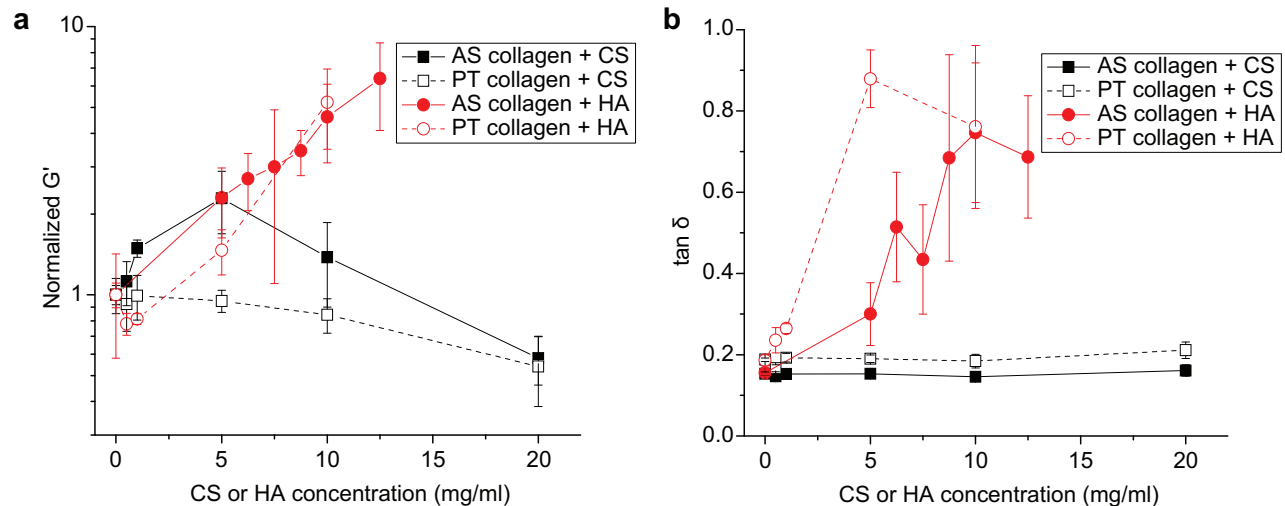 a
10
1
Normalized G'
AS collagen + CS
PT collagen + CS
AS collagen + HA
PT collagen + HA
0
5
10
15
20
CS or HA concentration (mg/ml)
b
1.0
0.8
0.6
0.4
0.2
0.0
tan δ
AS collagen + CS
PT collagen + CS
AS collagen + HA
PT collagen + HA
0
5
10
15
20
CS or HA concentration (mg/ml)